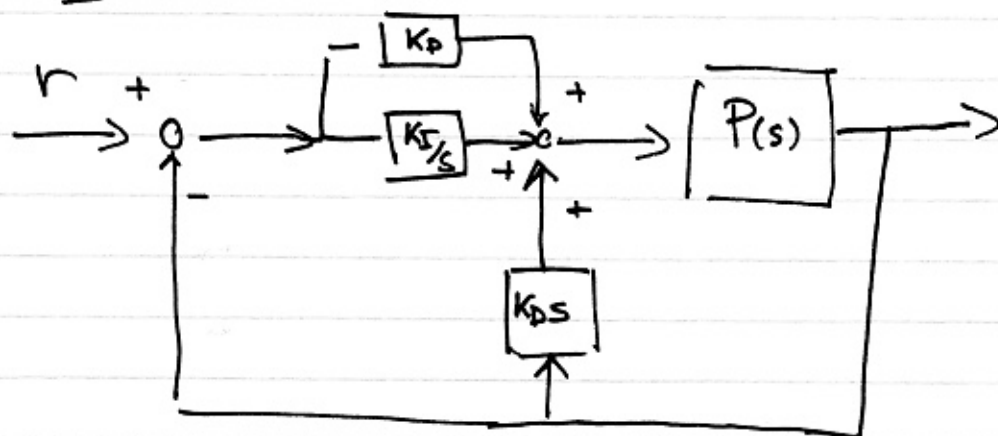 Kp
r + - +
KI/s + P(s)
- +
KDS